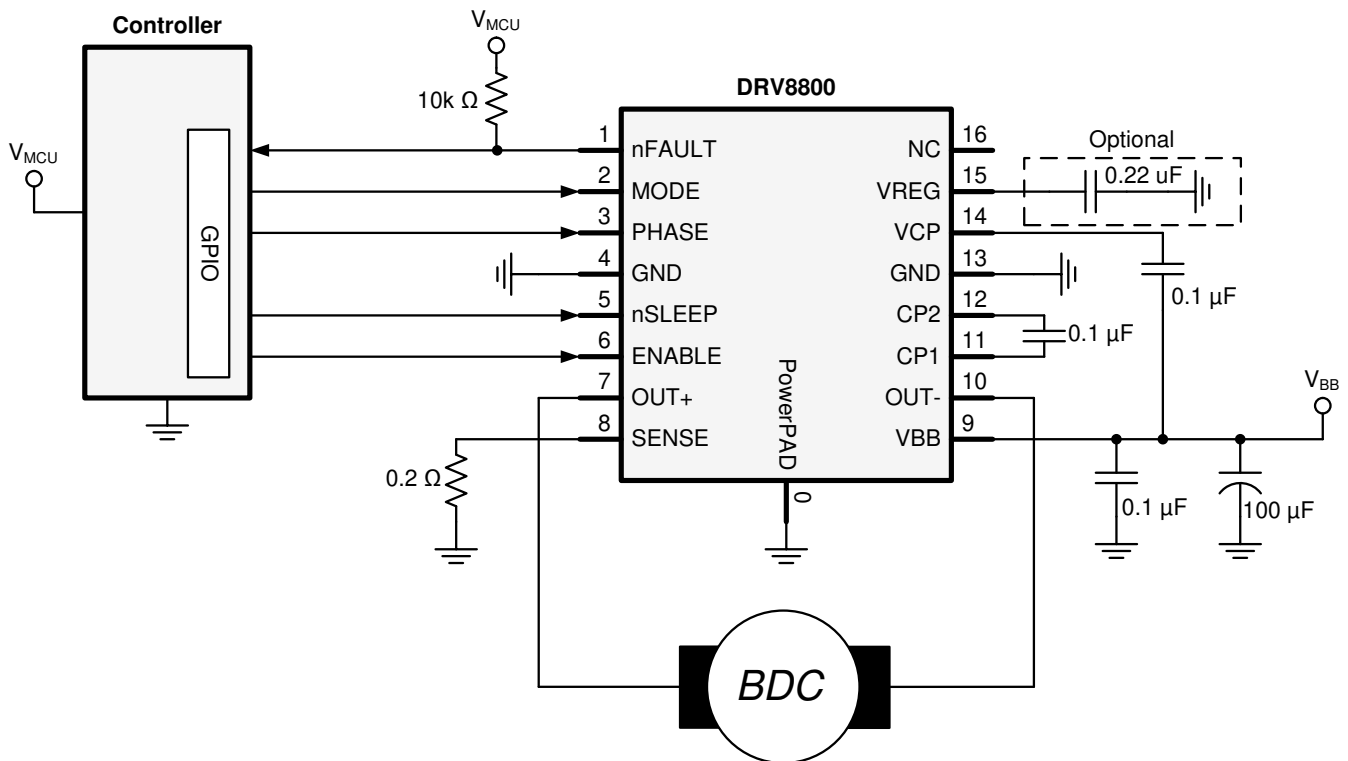 Controller
V_MCU
10k Ω
V_MCU
GPIO
DRV8800
1 nFAULT
2 MODE
3 PHASE
4 GND
5 nSLEEP
6 ENABLE
7 OUT+
8 SENSE
NC 16
VREG 15
VCP 14
GND 13
CP2 12
CP1 11
OUT- 10
VBB 9
PowerPAD
0
Optional
0.22 uF
0.1 µF
0.1 µF
V_BB
0.1 µF
100 µF
0.2 Ω
BDC